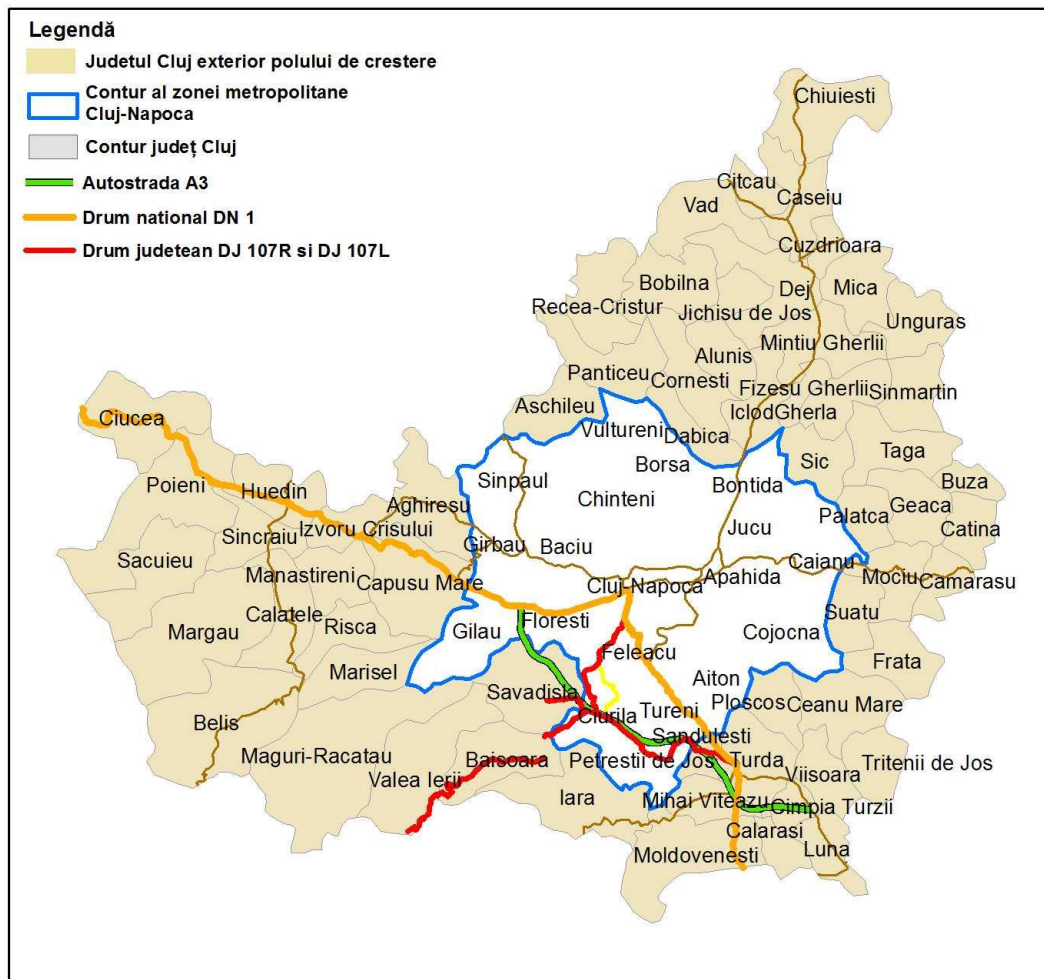 Legendă
Judetul Cluj exterior polului de crestere
Contur al zonei metropolitane
Cluj-Napoca
Contur județ Cluj
Autostrada A3
Drum national DN 1
Drum judetean DJ 107R si DJ 107L
Chiuiesti
Citcau
Caseiu
Vad
Cuzdrioara
Bobilna
Dej
Mica
Recea-Cristur
Jichisu de Jos
Unguras
Mintiu Gherlii
Alunis
Panticeu
Cornesti
Fizesu Gherlii
Sinmartin
Aschileu
Iclod
Gherla
Ciucea
Vultureni
Dabica
Borsa
Sic
Taga
Poieni
Huedin
Sinpaul
Chinteni
Bontida
Buza
Aghiresu
Geaca
Palatca
Izvoru Crisului
Jucu
Catina
Sincraiu
Girbau
Baciu
Sacuieu
Caianu
Manastireni
Capusu Mare
Cluj-Napoca
Apahida
Mociu
Camarasu
Calatele
Risca
Floresti
Suatu
Margau
Gilau
Cojocna
Marisel
Feleacu
Frata
Aiton
Savadisla
Ploscos
Ceanu Mare
Belis
Ciurila
Tureni
Sandulesti
Maguri-Racatau
Baisoara
Petrestii de Jos
Turda
Tritenii de Jos
Valea Ierii
Viisoara
Iara
Mihai Viteazu
Cimpia Turzii
Calarasi
Moldovenesti
Luna